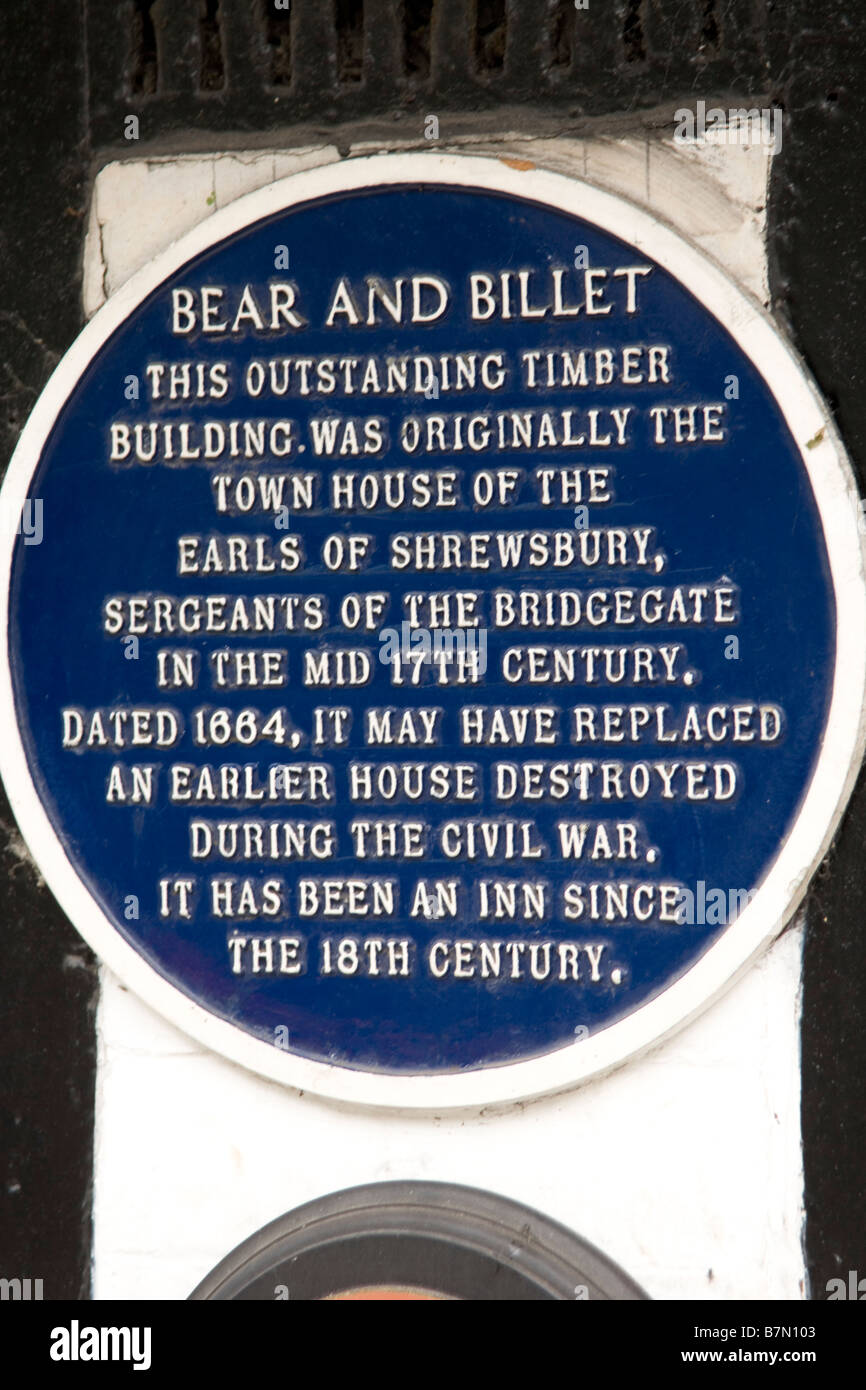 BEAR AND BILLET
THIS OUTSTANDING TIMBER
BUILDING. WAS ORIGINALLY THE
TOWN HOUSE OF THE
EARLS OF SHREWSBURY,
SERGEANTS OF THE BRIDGEGATE
IN THE MID 17TH CENTURY.
DATED 1664, IT MAY HAVE REPLACED
AN EARLIER HOUSE DESTROYED
DURING THE CIVIL WAR.
IT HAS BEEN AN INN SINCE
THE 18TH CENTURY.
alamy
Image ID: B7N103
www.alamy.com